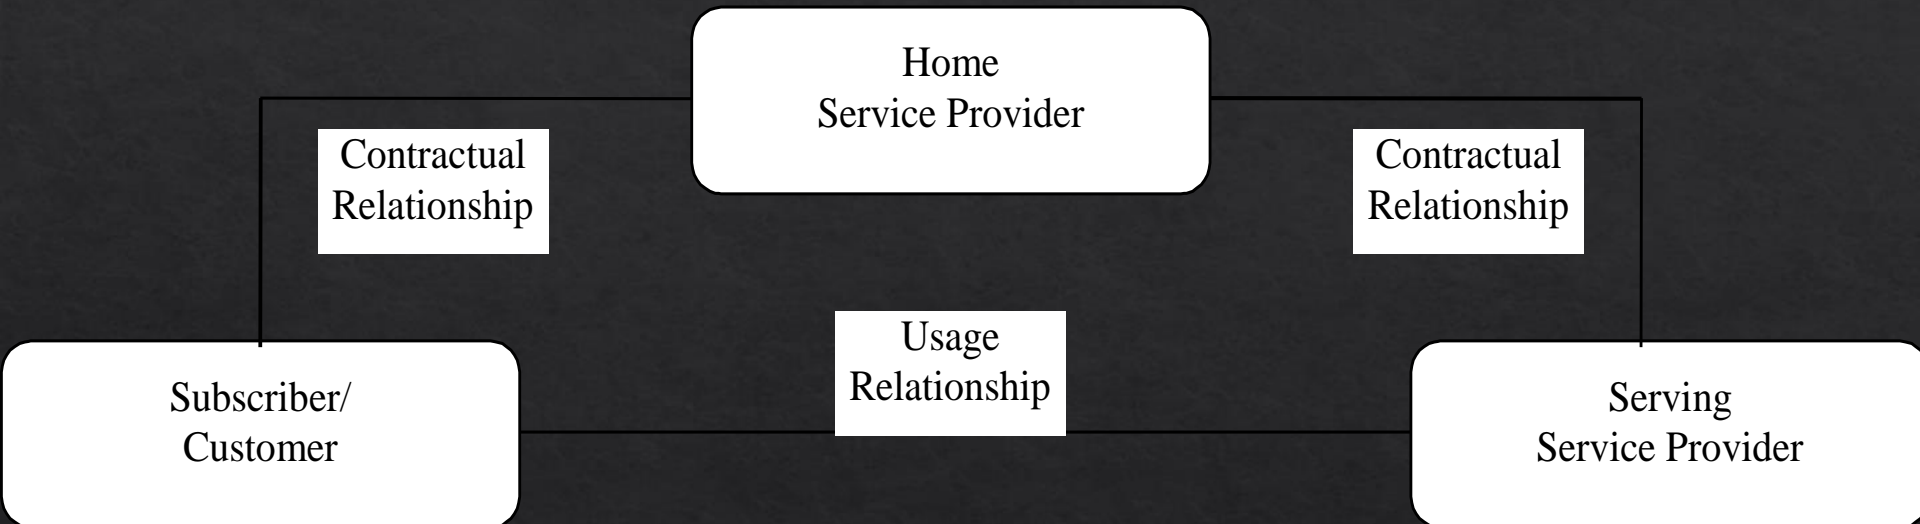 Home
Service Provider
Contractual
Relationship
Contractual
Relationship
Usage
Relationship
Subscriber/
Customer
Serving
Service Provider